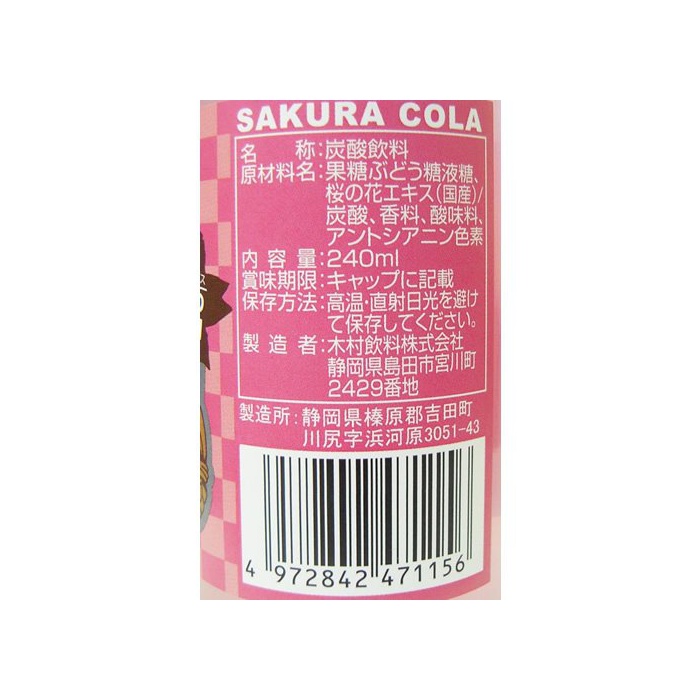 SAKURA COLA
名 称:炭酸飲料
原材料名:果糖ぶどう糖液糖、
桜の花エキス(国産)/
炭酸、香料、酸味料、
アントシアニン色素
内容量:240ml
賞味期限:キャップに記載
保存方法:高温・直射日光を避け
て保存してください。
製造者:木村飲料株式会社
静岡県島田市宮川町
2429番地
製造所:静岡県榛原郡吉田町
川尻字浜河原3051-43
4 972842 471156